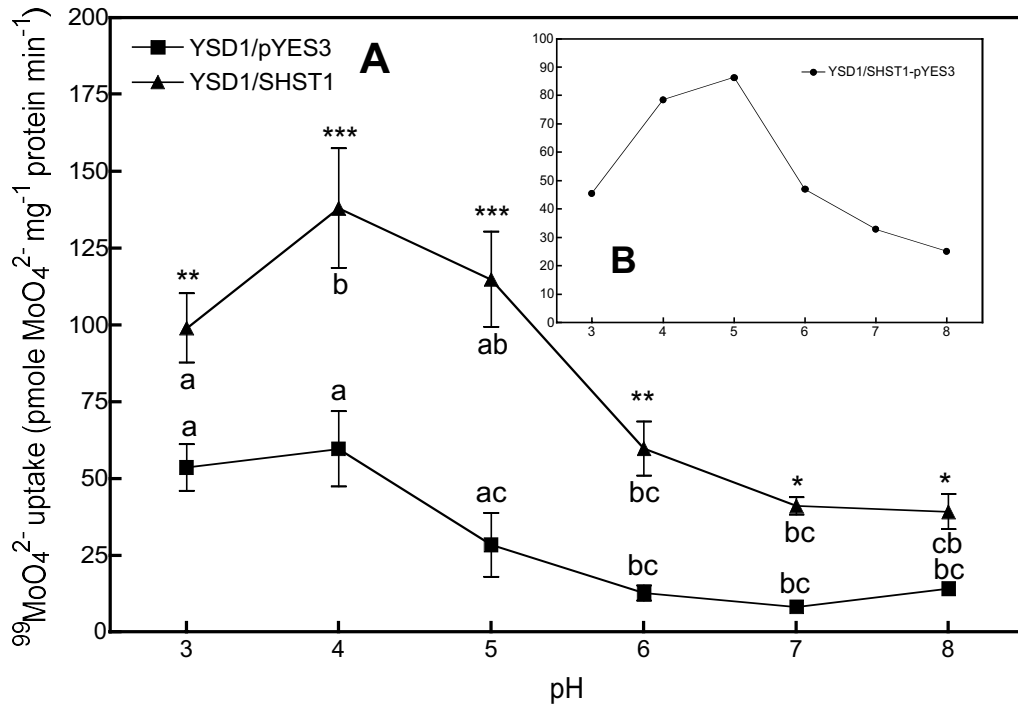 ⁹⁹MoO₄²⁻ uptake (pmole MoO₄²⁻ mg⁻¹ protein min⁻¹)
200
175
150
125
100
75
50
25
0
YSD1/pYES3
YSD1/SHST1
A
**
***
***
**
*
*
a
b
ab
bc
bc
cb
a
a
ac
bc
bc
bc
3 4 5 6 7 8
pH
100
90
80
70
60
50
40
30
20
10
0
YSD1/SHST1-pYES3
B
3 4 5 6 7 8